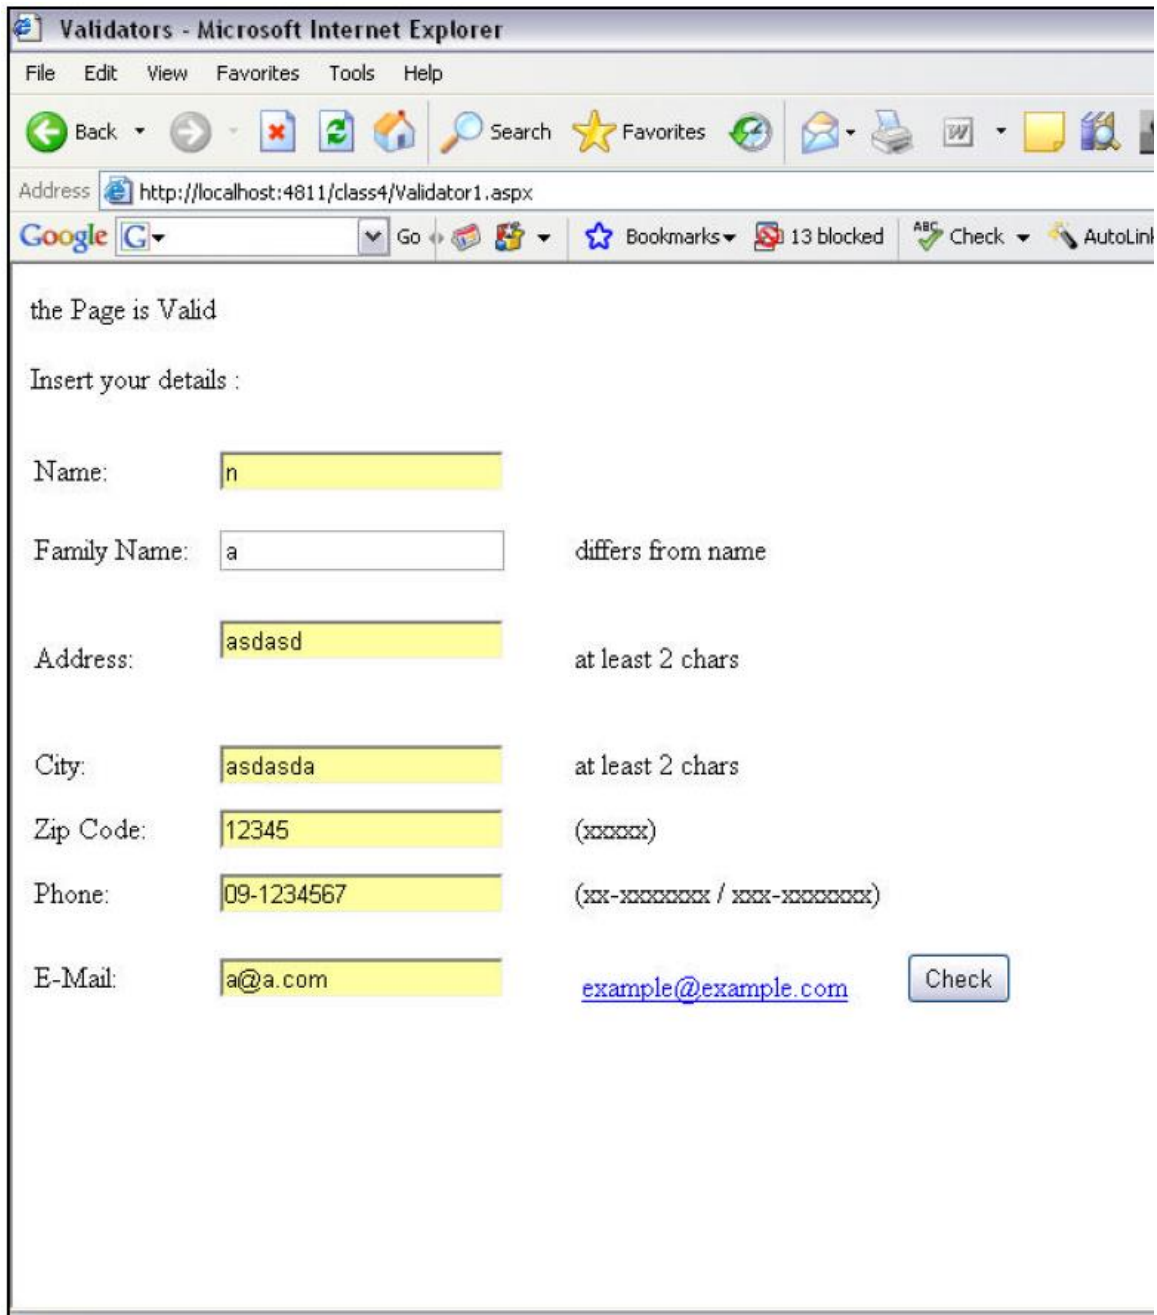 Validators - Microsoft Internet Explorer
File Edit View Favorites Tools Help
Back Search Favorites W
Address http://localhost:4811/class4/Validator1.aspx
Google G Go Bookmarks 13 blocked ABC Check AutoLink
the Page is Valid
Insert your details :
Name: n
Family Name: a differs from name
Address: asdasd at least 2 chars
City: asdasda at least 2 chars
Zip Code: 12345 (xxxxx)
Phone: 09-1234567 (xx-xxxxxxx / xxx-xxxxxxx)
E-Mail: a@a.com example@example.com Check